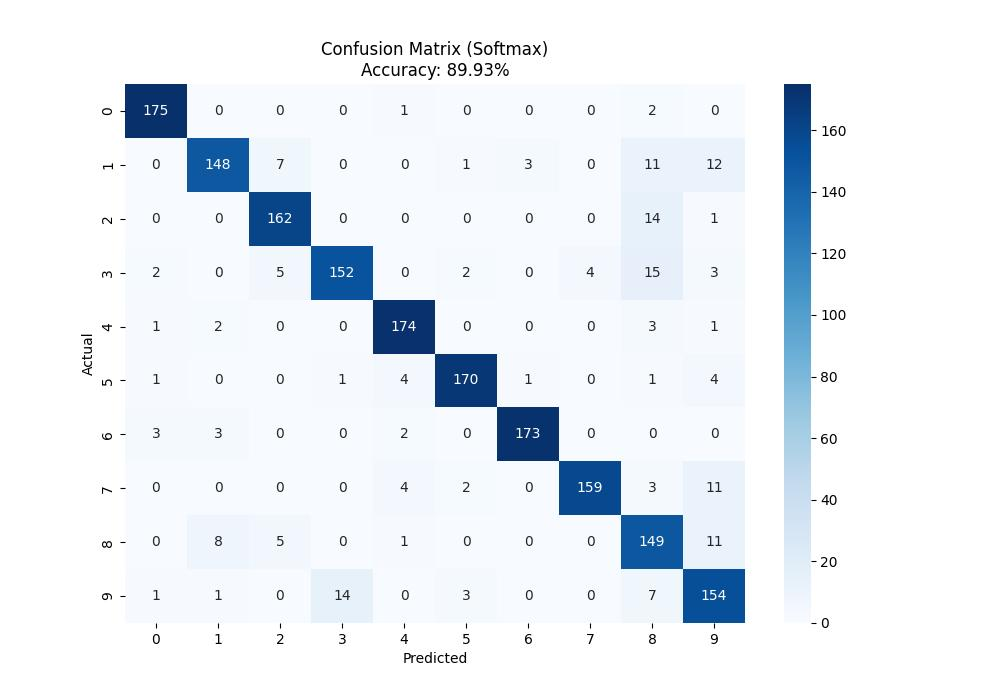 Confusion Matrix (Softmax)
Accuracy: 89.93%
0 175 0 0 0 1 0 0 0 2 0
1 0 148 7 0 0 1 3 0 11 12
2 0 0 162 0 0 0 0 0 14 1
3 2 0 5 152 0 2 0 4 15 3
4 1 2 0 0 174 0 0 0 3 1
5 1 0 0 1 4 170 1 0 1 4
6 3 3 0 0 2 0 173 0 0 0
7 0 0 0 0 4 2 0 159 3 11
8 0 8 5 0 1 0 0 0 149 11
9 1 1 0 14 0 3 0 0 7 154
0 1 2 3 4 5 6 7 8 9
Predicted
Actual
160
140
120
100
80
60
40
20
0